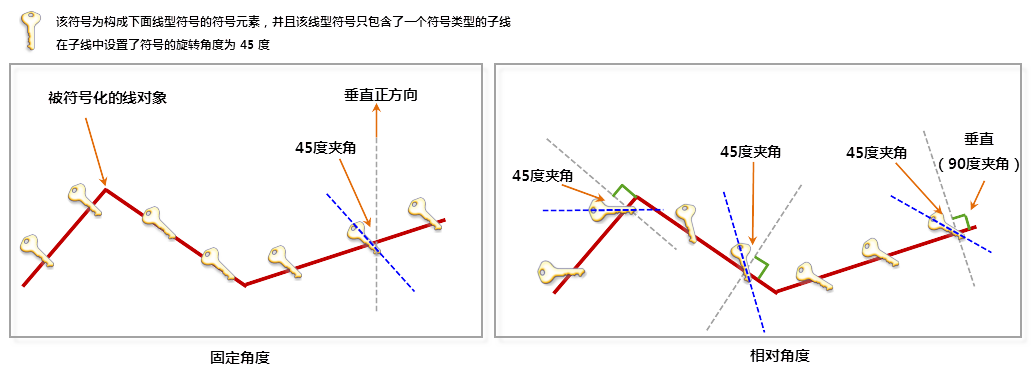 该符号为构成下面线型符号的符号元素，并且该线型符号只包含了一个符号类型的子线
在子线中设置了符号的旋转角度为 45 度
被符号化的线对象
垂直正方向
45度夹角
固定角度
45度夹角
45度夹角
45度夹角
垂直
（90度夹角）
相对角度